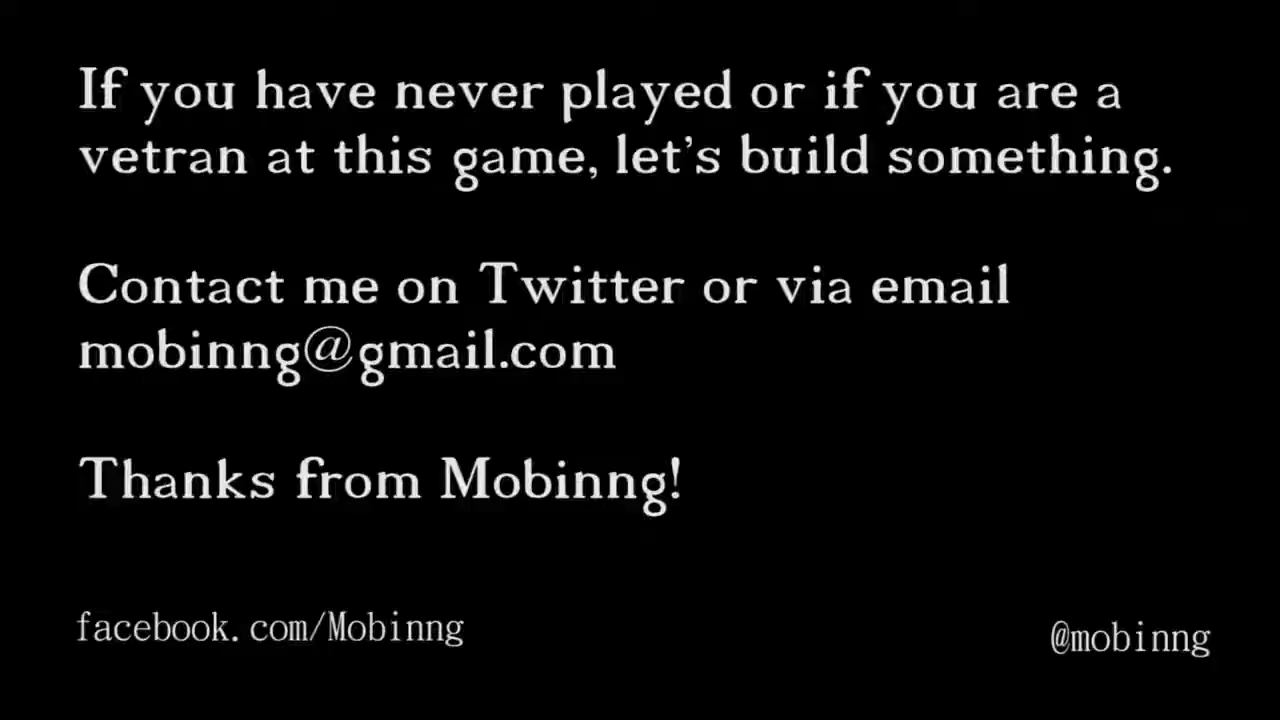 If you have never played or if you are a
vetran at this game, let's build something.
Contact me on Twitter or via email
mobinng@gmail.com
Thanks from Mobinng!
facebook.com/Mobinng
@mobinng